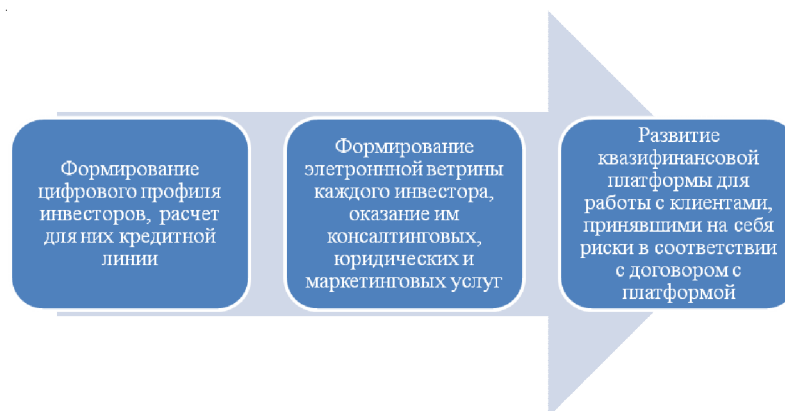 Формирование
цифрового профиля
инвесторов, расчет
для них кредитной
линии
Формирование
элетроннной ветрины
каждого инвестора,
оказание им
консалтинговых,
юридических и
маркетинговых услуг
Развитие
квазифинансовой
платформы для
работы с клиентами,
принявшими на себя
риски в соответствии
с договором с
платформой